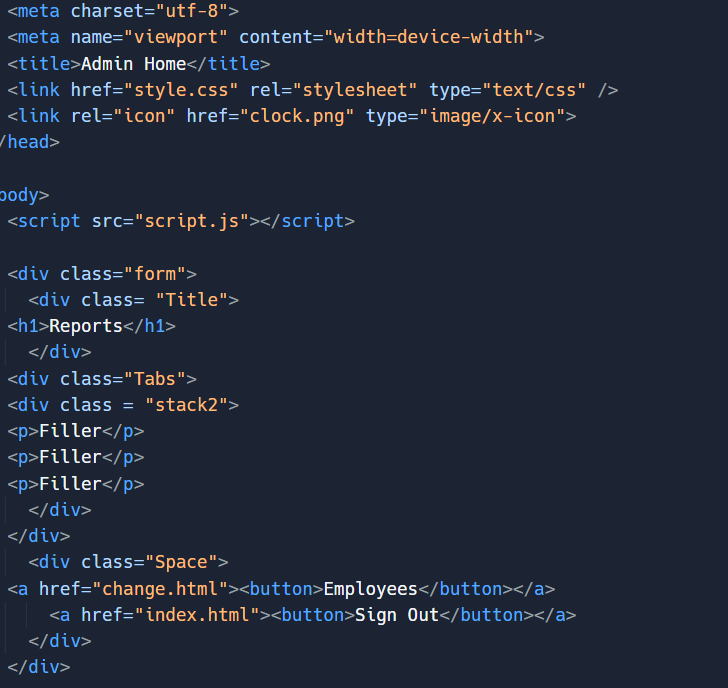 <meta charset="utf-8">
<meta name="viewport" content="width=device-width">
<title>Admin Home</title>
<link href="style.css" rel="stylesheet" type="text/css" />
<link rel="icon" href="clock.png" type="image/x-icon">
/head>
body>
<script src="script.js"></script>
<div class="form">
<div class= "Title">
<h1>Reports</h1>
</div>
<div class="Tabs">
<div class = "stack2">
<p>Filler</p>
<p>Filler</p>
<p>Filler</p>
</div>
</div>
<div class="Space">
<a href="change.html"><button>Employees</button></a>
<a href="index.html"><button>Sign Out</button></a>
</div>
</div>